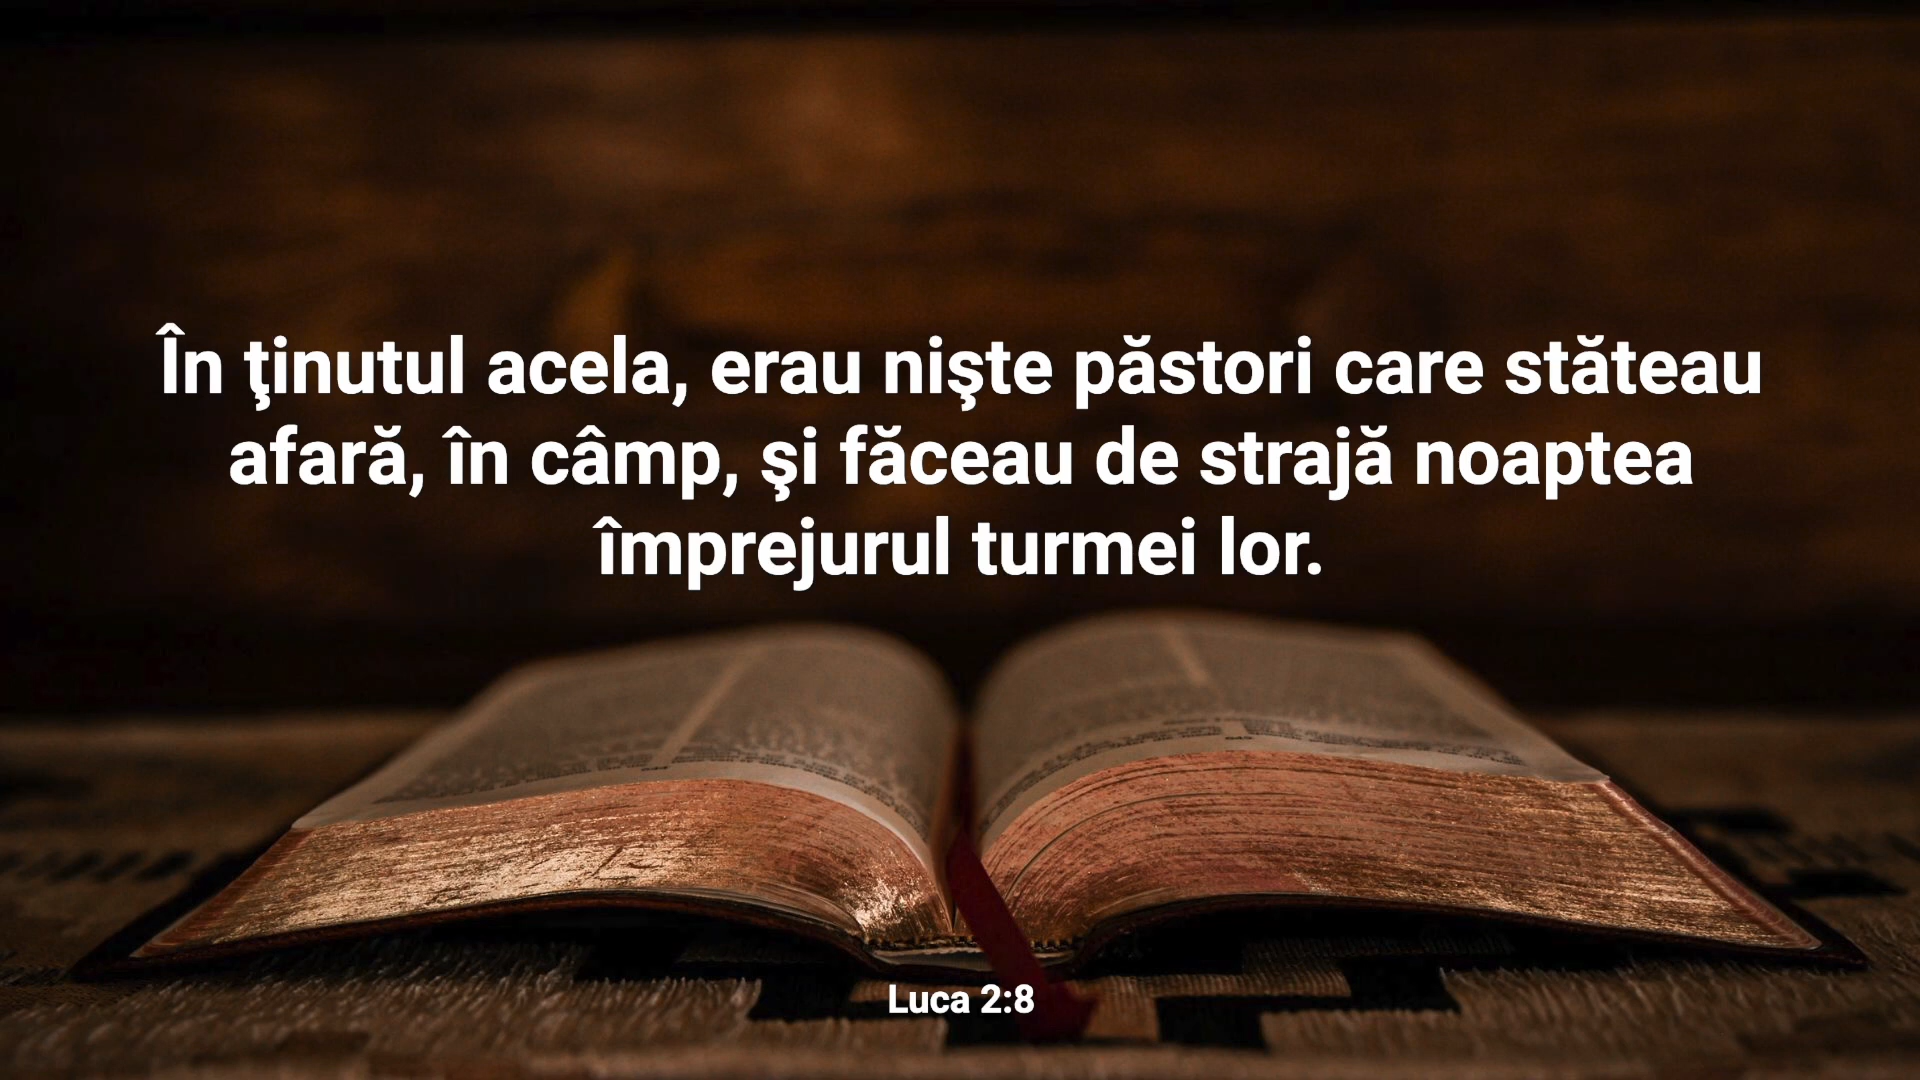 În ţinutul acela, erau nişte păstori care stăteau
afară, în câmp, şi făceau de strajă noaptea
împrejurul turmei lor.
Luca 2:8